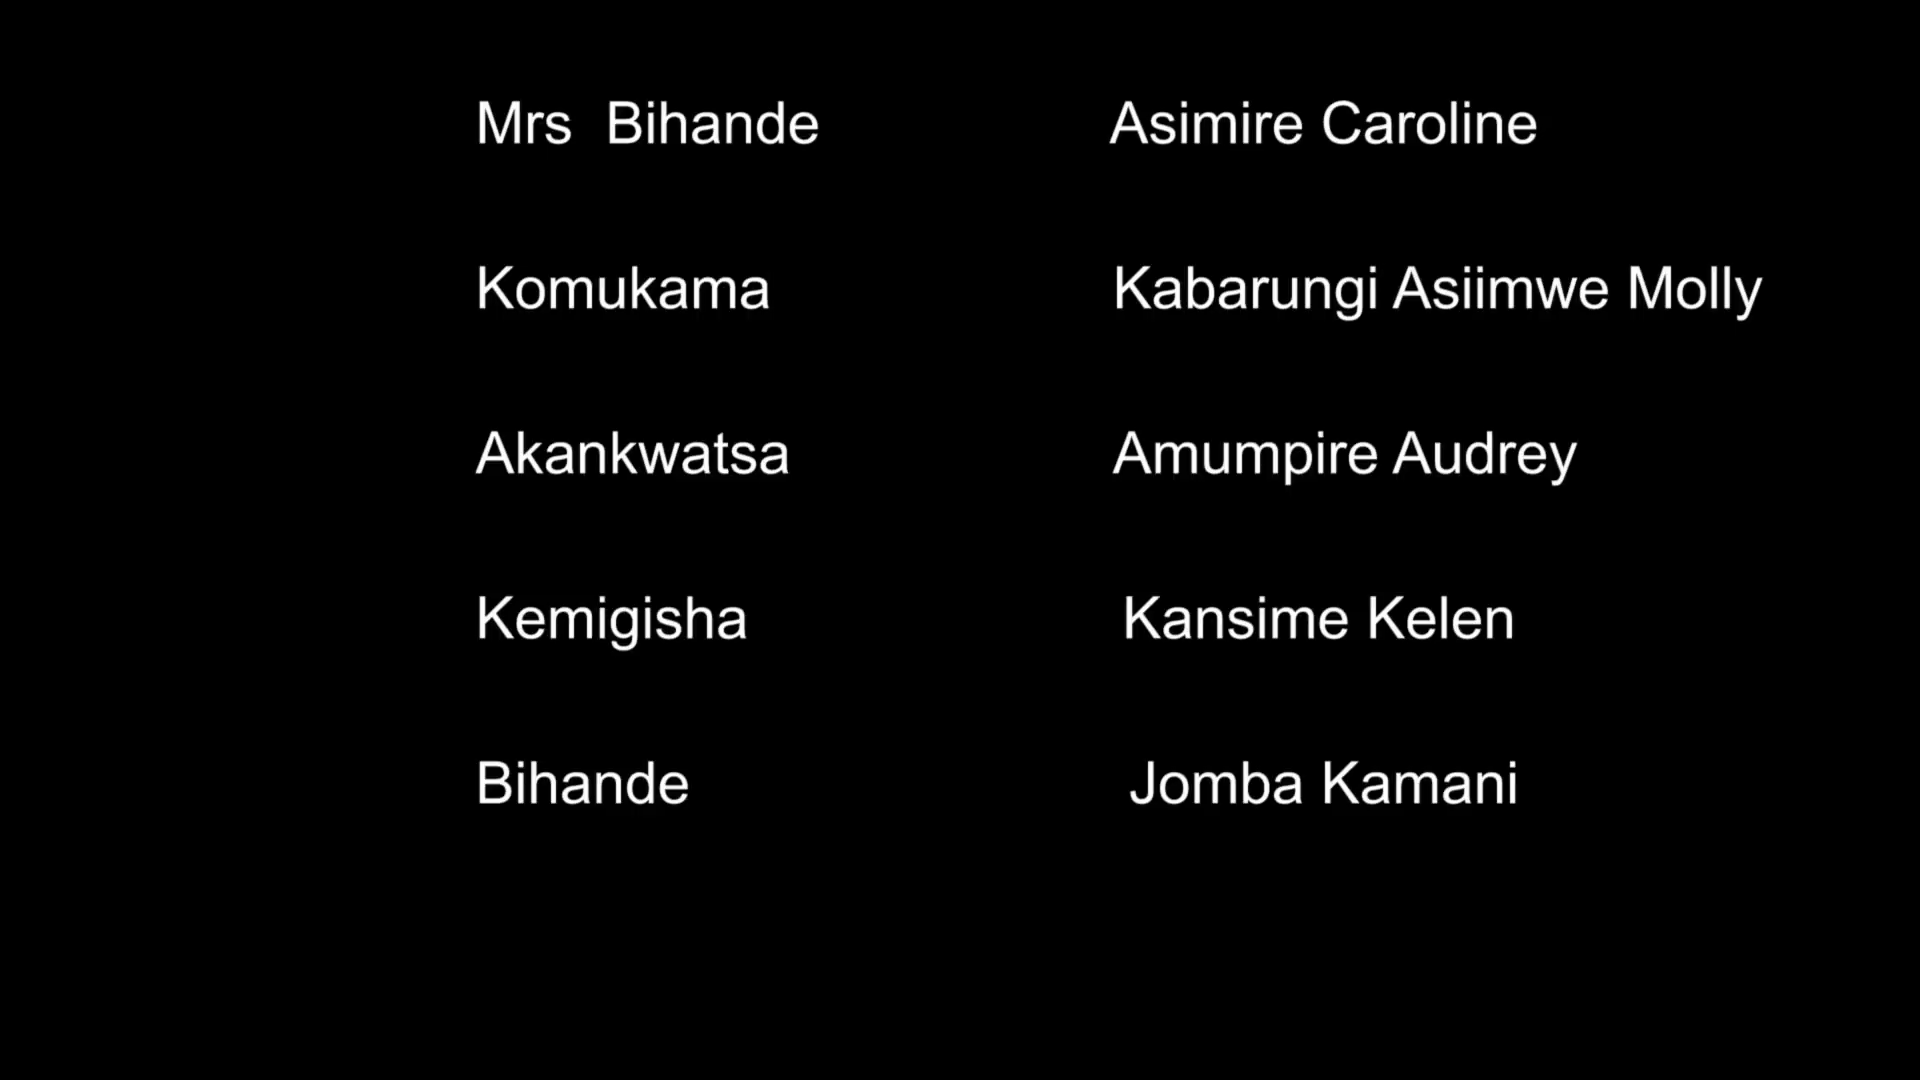 Mrs  Bihande Asimire Caroline
Komukama Kabarungi Asiimwe Molly
Akankwatsa Amumpire Audrey
Kemigisha Kansime Kelen
Bihande Jomba Kamani